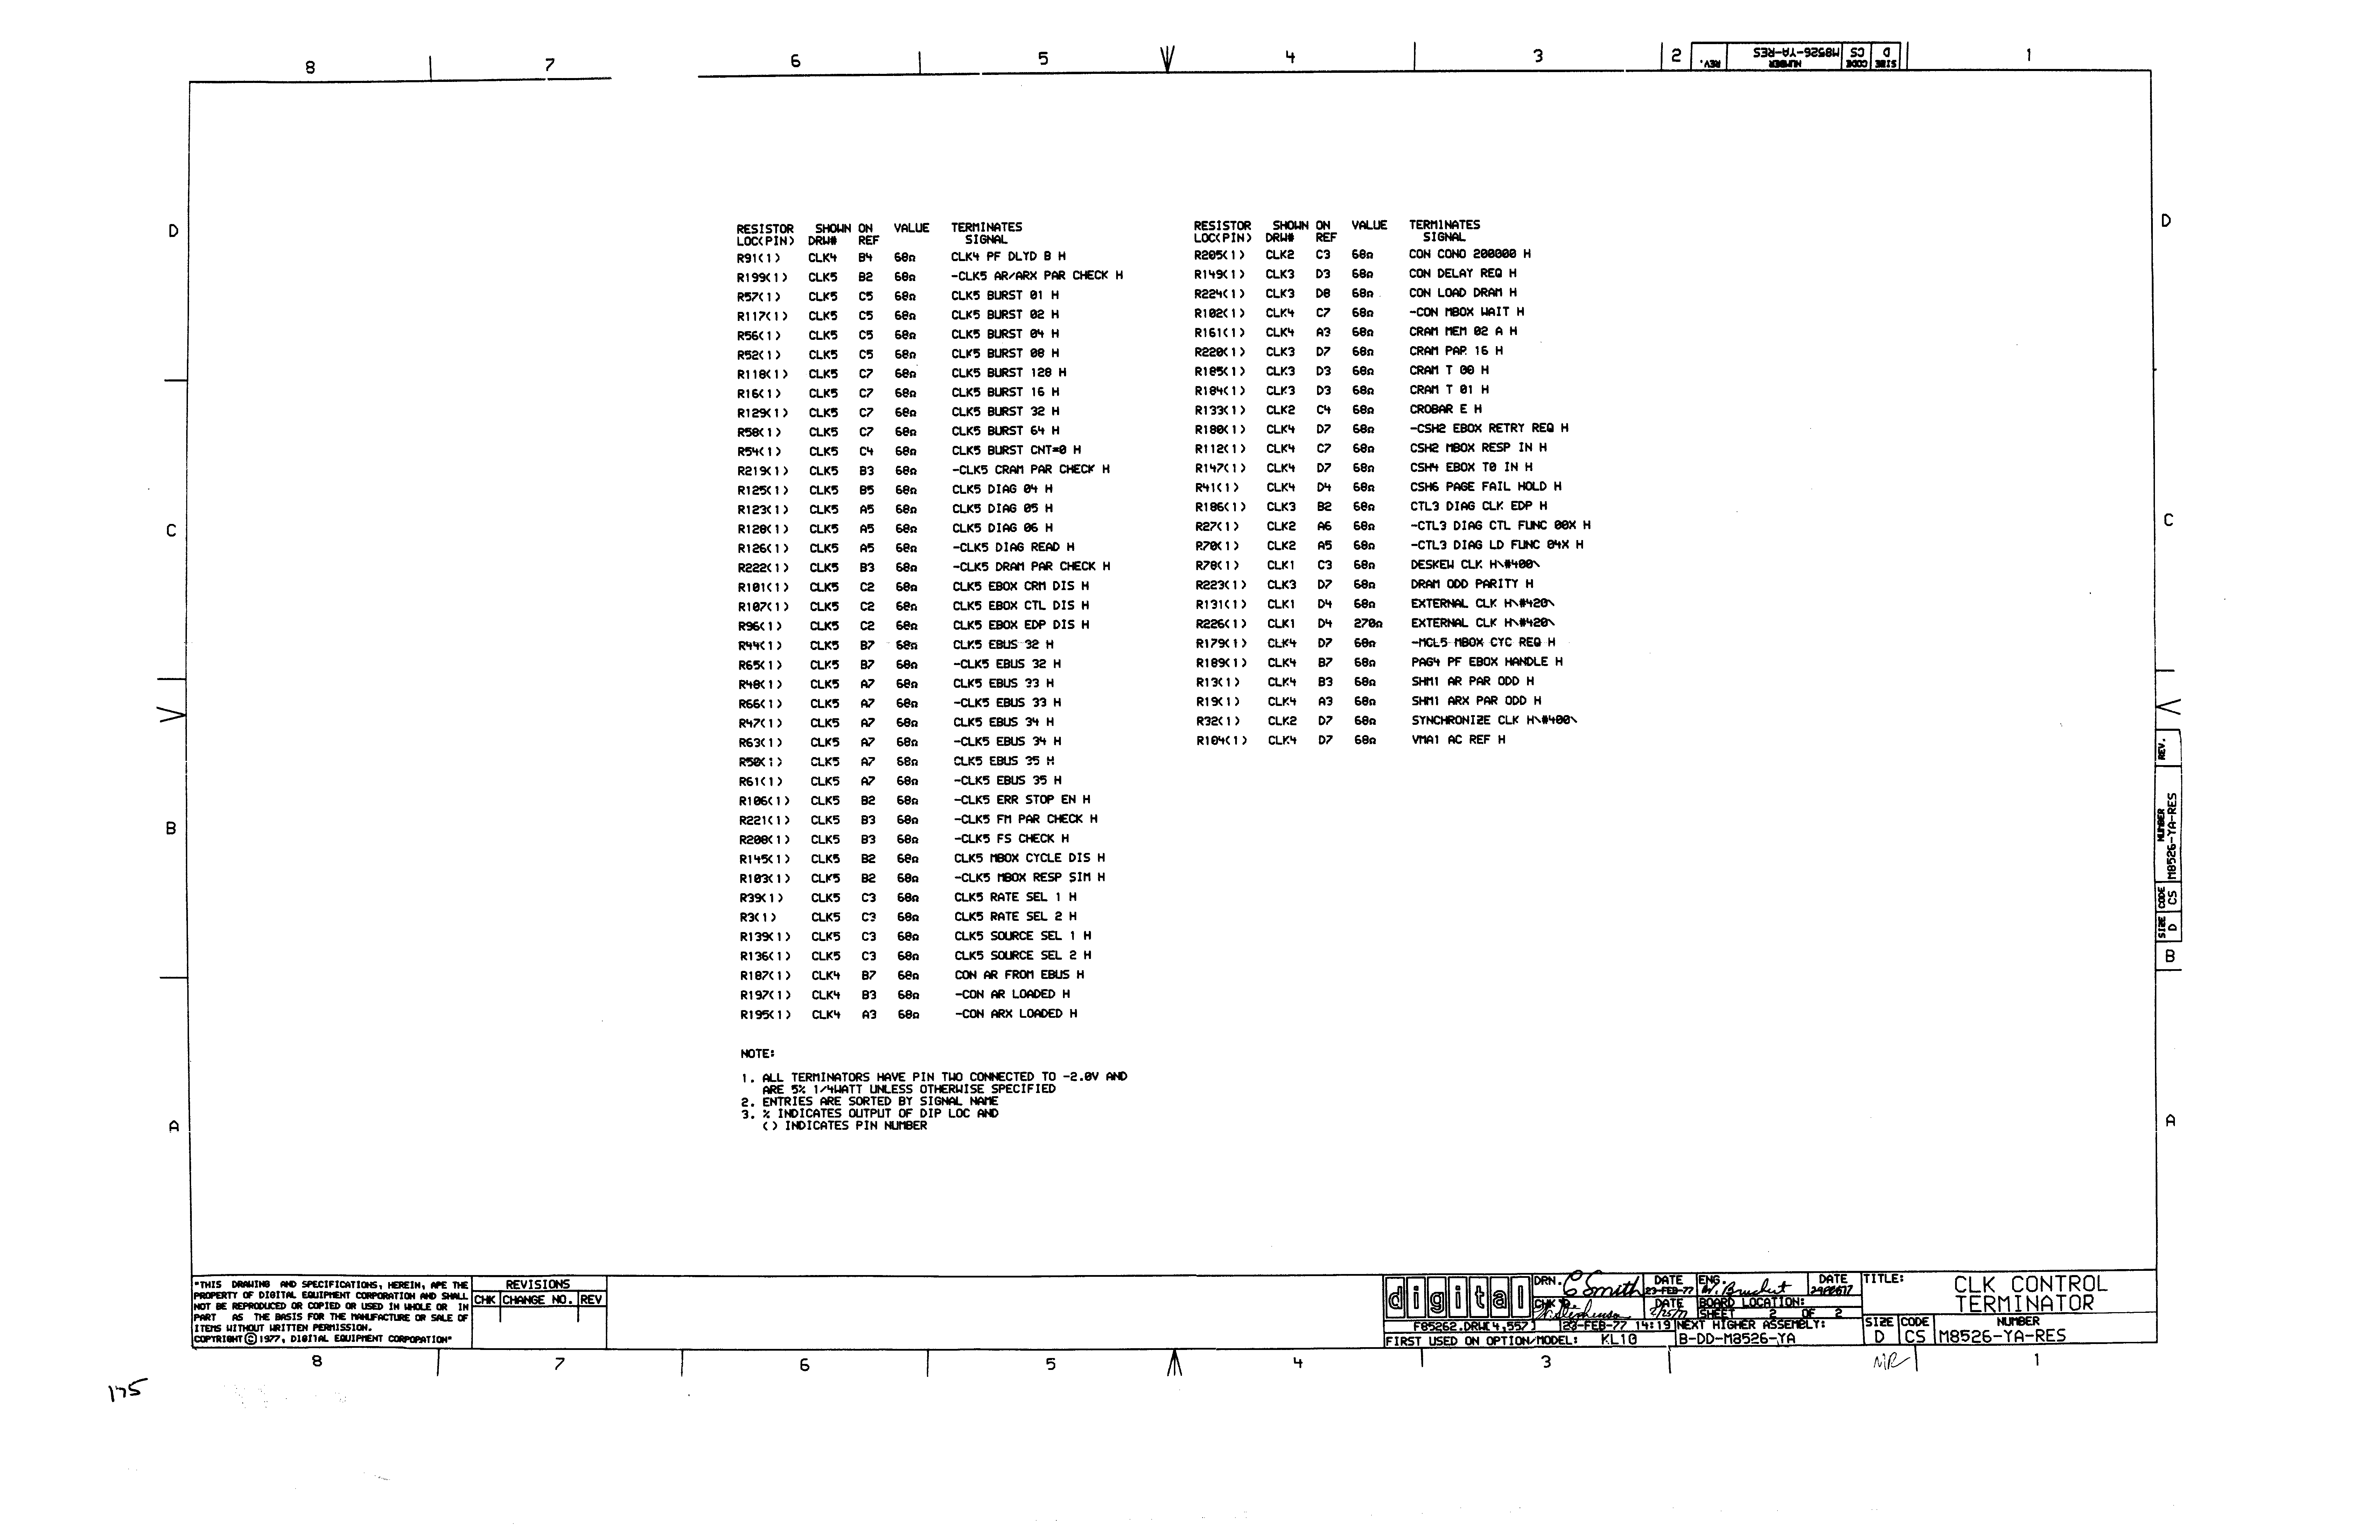 8 7 6 5 4 3 2 1
SIZE CODE NUMBER REV.
D CS M8526-YA-RES
D
D
C
C
B
B
A
A
RESISTOR SHOWN ON VALUE TERMINATES
LOC(PIN) DRW# REF SIGNAL
R91(1) CLK4 B4 68Ω CLK4 PF DLYD B H
R199(1) CLK5 B2 68Ω -CLK5 AR/ARX PAR CHECK H
R57(1) CLK5 C5 68Ω CLK5 BURST 01 H
R117(1) CLK5 C5 68Ω CLK5 BURST 02 H
R56(1) CLK5 C5 68Ω CLK5 BURST 04 H
R52(1) CLK5 C5 68Ω CLK5 BURST 08 H
R118(1) CLK5 C7 68Ω CLK5 BURST 128 H
R16(1) CLK5 C7 68Ω CLK5 BURST 16 H
R129(1) CLK5 C7 68Ω CLK5 BURST 32 H
R58(1) CLK5 C7 68Ω CLK5 BURST 64 H
R54(1) CLK5 C4 68Ω CLK5 BURST CNT=0 H
R219(1) CLK5 B3 68Ω -CLK5 CRAM PAR CHECK H
R125(1) CLK5 B5 68Ω CLK5 DIAG 04 H
R123(1) CLK5 A5 68Ω CLK5 DIAG 05 H
R128(1) CLK5 A5 68Ω CLK5 DIAG 06 H
R126(1) CLK5 A5 68Ω -CLK5 DIAG READ H
R222(1) CLK5 B3 68Ω -CLK5 DRAM PAR CHECK H
R101(1) CLK5 C2 68Ω CLK5 EBOX CRM DIS H
R107(1) CLK5 C2 68Ω CLK5 EBOX CTL DIS H
R96(1) CLK5 C2 68Ω CLK5 EBOX EDP DIS H
R44(1) CLK5 B7 68Ω CLK5 EBUS 32 H
R65(1) CLK5 B7 68Ω -CLK5 EBUS 32 H
R48(1) CLK5 A7 68Ω CLK5 EBUS 33 H
R66(1) CLK5 A7 68Ω -CLK5 EBUS 33 H
R47(1) CLK5 A7 68Ω CLK5 EBUS 34 H
R63(1) CLK5 A7 68Ω -CLK5 EBUS 34 H
R50(1) CLK5 A7 68Ω CLK5 EBUS 35 H
R61(1) CLK5 A7 68Ω -CLK5 EBUS 35 H
R106(1) CLK5 B2 68Ω -CLK5 ERR STOP EN H
R221(1) CLK5 B3 68Ω -CLK5 FM PAR CHECK H
R208(1) CLK5 B3 68Ω -CLK5 FS CHECK H
R145(1) CLK5 B2 68Ω CLK5 MBOX CYCLE DIS H
R103(1) CLK5 B2 68Ω -CLK5 MBOX RESP SIM H
R39(1) CLK5 C3 68Ω CLK5 RATE SEL 1 H
R3(1) CLK5 C3 68Ω CLK5 RATE SEL 2 H
R139(1) CLK5 C3 68Ω CLK5 SOURCE SEL 1 H
R136(1) CLK5 C3 68Ω CLK5 SOURCE SEL 2 H
R187(1) CLK4 B7 68Ω CON AR FROM EBUS H
R197(1) CLK4 B3 68Ω -CON AR LOADED H
R195(1) CLK4 A3 68Ω -CON ARX LOADED H
RESISTOR SHOWN ON VALUE TERMINATES
LOC(PIN) DRW# REF SIGNAL
R205(1) CLK2 C3 68Ω CON CONO 200000 H
R149(1) CLK3 D3 68Ω CON DELAY REQ H
R224(1) CLK3 D8 68Ω CON LOAD DRAM H
R102(1) CLK4 C7 68Ω -CON MBOX WAIT H
R161(1) CLK4 A3 68Ω CRAM MEM 02 A H
R220(1) CLK3 D7 68Ω CRAM PAR 16 H
R185(1) CLK3 D3 68Ω CRAM T 00 H
R184(1) CLK3 D3 68Ω CRAM T 01 H
R133(1) CLK2 C4 68Ω CROBAR E H
R180(1) CLK4 D7 68Ω -CSH2 EBOX RETRY REQ H
R112(1) CLK4 C7 68Ω CSH2 MBOX RESP IN H
R147(1) CLK4 D7 68Ω CSH4 EBOX T0 IN H
R41(1) CLK4 D4 68Ω CSH6 PAGE FAIL HOLD H
R186(1) CLK3 B2 68Ω CTL3 DIAG CLK EDP H
R27(1) CLK2 A6 68Ω -CTL3 DIAG CTL FUNC 00X H
R70(1) CLK2 A5 68Ω -CTL3 DIAG LD FUNC 04X H
R78(1) CLK1 C3 68Ω DESKEW CLK H\#400\
R223(1) CLK3 D7 68Ω DRAM ODD PARITY H
R131(1) CLK1 D4 68Ω EXTERNAL CLK H\#420\
R226(1) CLK1 D4 270Ω EXTERNAL CLK H\#420\
R179(1) CLK4 D7 68Ω -MCL5 MBOX CYC REQ H
R189(1) CLK4 B7 68Ω PAG4 PF EBOX HANDLE H
R13(1) CLK4 B3 68Ω SHM1 AR PAR ODD H
R19(1) CLK4 A3 68Ω SHM1 ARX PAR ODD H
R32(1) CLK2 D7 68Ω SYNCHRONIZE CLK H\#400\
R104(1) CLK4 D7 68Ω VMA1 AC REF H
NOTE:
1. ALL TERMINATORS HAVE PIN TWO CONNECTED TO -2.0V AND
ARE 5% 1/4WATT UNLESS OTHERWISE SPECIFIED
2. ENTRIES ARE SORTED BY SIGNAL NAME
3. % INDICATES OUTPUT OF DIP LOC AND
() INDICATES PIN NUMBER
SIZE CODE NUMBER REV.
D CS M8526-YA-RES
B
"THIS DRAWING AND SPECIFICATIONS, HEREIN, ARE THE
PROPERTY OF DIGITAL EQUIPMENT CORPORATION AND SHALL
NOT BE REPRODUCED OR COPIED OR USED IN WHOLE OR IN
PART AS THE BASIS FOR THE MANUFACTURE OR SALE OF
ITEMS WITHOUT WRITTEN PERMISSION.
COPYRIGHT © 1977, DIGITAL EQUIPMENT CORPORATION"
REVISIONS
CHK CHANGE NO. REV
digital
DRN. C Smith DATE 23-FEB-77
ENG. DATE
CHK'D DATE
BOARD LOCATION:
SHEET 2 OF 2
F85262.DRW[4,557] 23-FEB-77 14:19 NEXT HIGHER ASSEMBLY:
FIRST USED ON OPTION/MODEL: KL10 B-DD-M8526-YA
TITLE: CLK CONTROL
TERMINATOR
SIZE CODE NUMBER
D CS M8526-YA-RES
8 7 6 5 4 3 MR 1
175